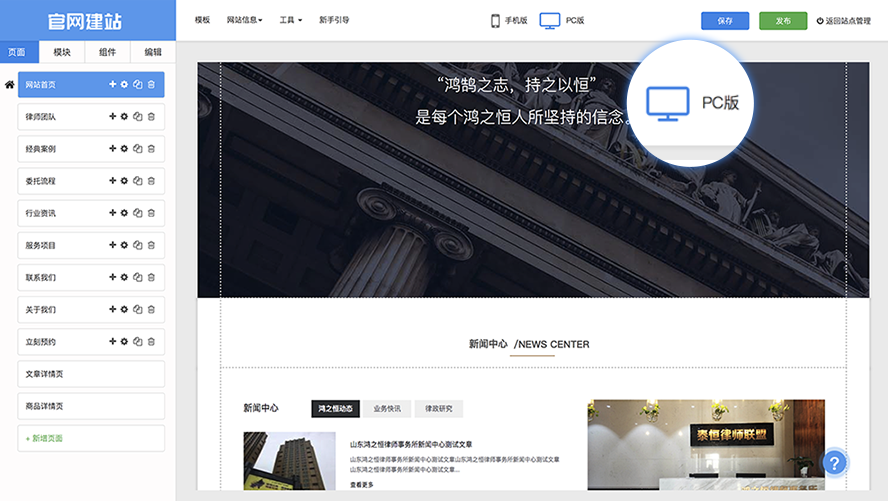 官网建站
模板 网站信息 工具 新手引导
手机版 PC版
保存 发布 返回站点管理
页面 模块 组件 编辑
网站首页
律师团队
经典案例
委托流程
行业资讯
服务项目
联系我们
关于我们
立刻预约
文章详情页
商品详情页
+ 新增页面
“鸿鹄之志，持之以恒”
是每个鸿之恒人所坚持的信念。
PC版
新闻中心 /NEWS CENTER
新闻中心 鸿之恒动态 业务快讯 律政研究
山东鸿之恒律师事务所新闻中心测试文章
山东鸿之恒律师事务所新闻中心测试文章山东鸿之恒律师事务所新闻中心测试文章
山东鸿之恒律师事务所新闻中心测试文章...
查看更多
泰恒律师联盟
?